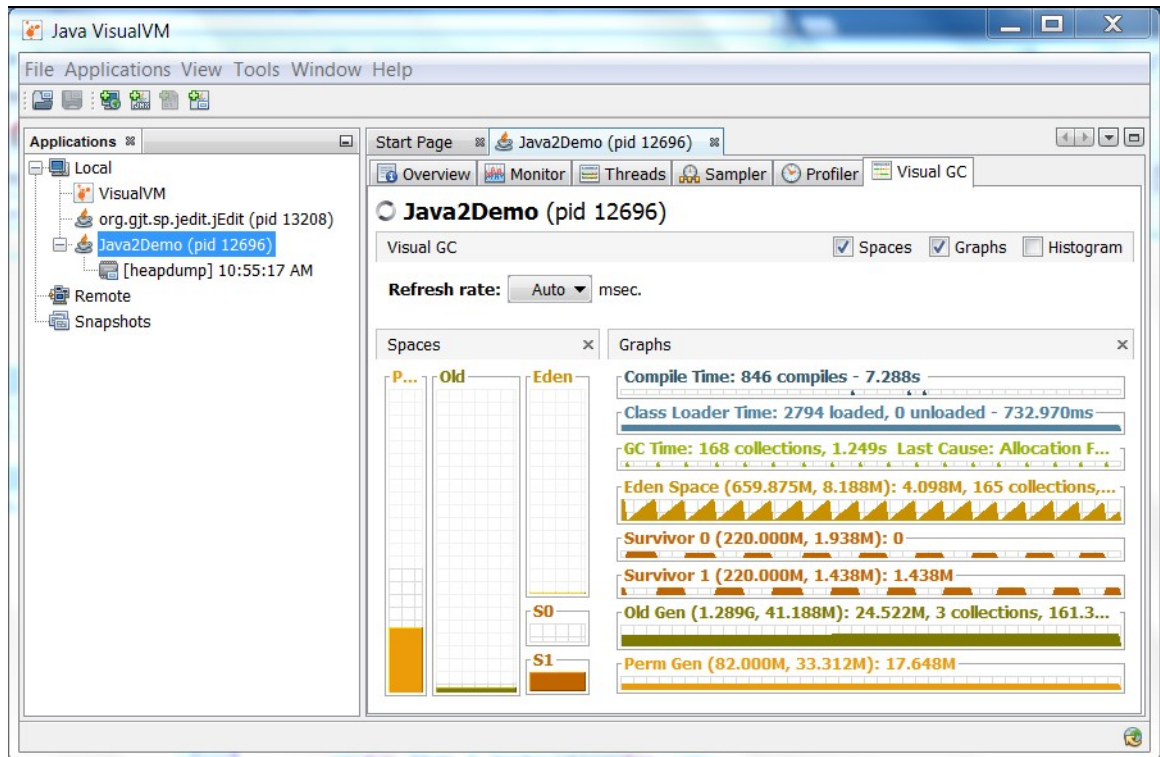 Java VisualVM
File Applications View Tools Window Help
Applications
Local
VisualVM
org.gjt.sp.jedit.jEdit (pid 13208)
Java2Demo (pid 12696)
[heapdump] 10:55:17 AM
Remote
Snapshots
Start Page Java2Demo (pid 12696)
Overview Monitor Threads Sampler Profiler Visual GC
Java2Demo (pid 12696)
Visual GC Spaces Graphs Histogram
Refresh rate: Auto msec.
Spaces
P... Old Eden
S0
S1
Graphs
Compile Time: 846 compiles - 7.288s
Class Loader Time: 2794 loaded, 0 unloaded - 732.970ms
GC Time: 168 collections, 1.249s Last Cause: Allocation F...
Eden Space (659.875M, 8.188M): 4.098M, 165 collections,...
Survivor 0 (220.000M, 1.938M): 0
Survivor 1 (220.000M, 1.438M): 1.438M
Old Gen (1.289G, 41.188M): 24.522M, 3 collections, 161.3...
Perm Gen (82.000M, 33.312M): 17.648M